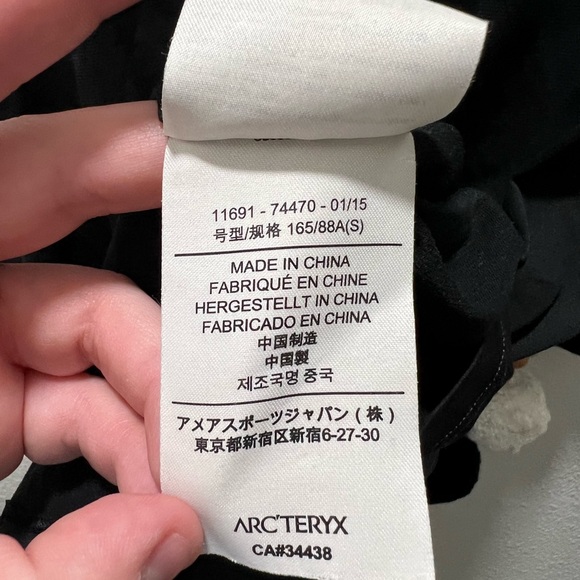 11691 - 74470 - 01/15
号型/规格 165/88A(S)
MADE IN CHINA
FABRIQUÉ EN CHINE
HERGESTELLT IN CHINA
FABRICADO EN CHINA
中国制造
中国製
제조국명 중국
アメアスポーツジャパン ( 株 )
東京都新宿区新宿6-27-30
ARC'TERYX
CA#34438